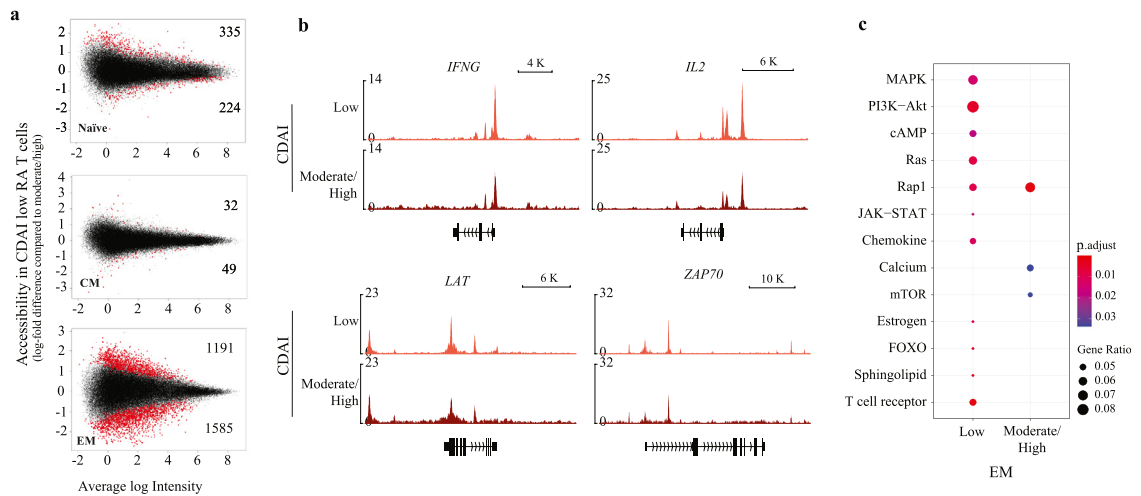 a
Accessibility in CDAI low RA T cells
(log-fold difference compared to moderate/high)
2
1
0
-1
-2
-3
335
224
Naïve
-2 0 2 4 6 8
4
3
2
1
0
-1
-2
-3
32
49
CM
-2 0 2 4 6 8
3
2
1
0
-1
-2
1191
1585
EM
-2 0 2 4 6 8
Average log Intensity
b
IFNG
4 K
IL2
6 K
CDAI
Low
14
0
25
0
Moderate/
High
14
0
25
0
LAT
6 K
ZAP70
10 K
CDAI
Low
23
0
32
0
Moderate/
High
23
0
32
0
c
MAPK
PI3K−Akt
cAMP
Ras
Rap1
JAK−STAT
Chemokine
Calcium
mTOR
Estrogen
FOXO
Sphingolipid
T cell receptor
Low
Moderate/
High
EM
p.adjust
0.01
0.02
0.03
Gene Ratio
0.05
0.06
0.07
0.08